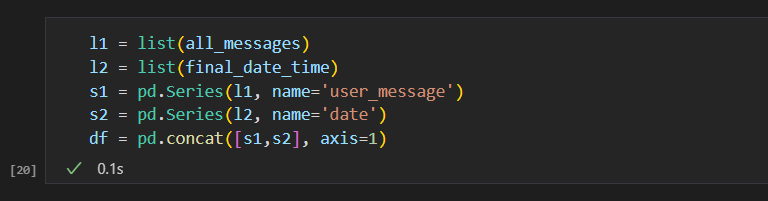 l1 = list(all_messages)
l2 = list(final_date_time)
s1 = pd.Series(l1, name='user_message')
s2 = pd.Series(l2, name='date')
df = pd.concat([s1,s2], axis=1)
[20] ✓ 0.1s